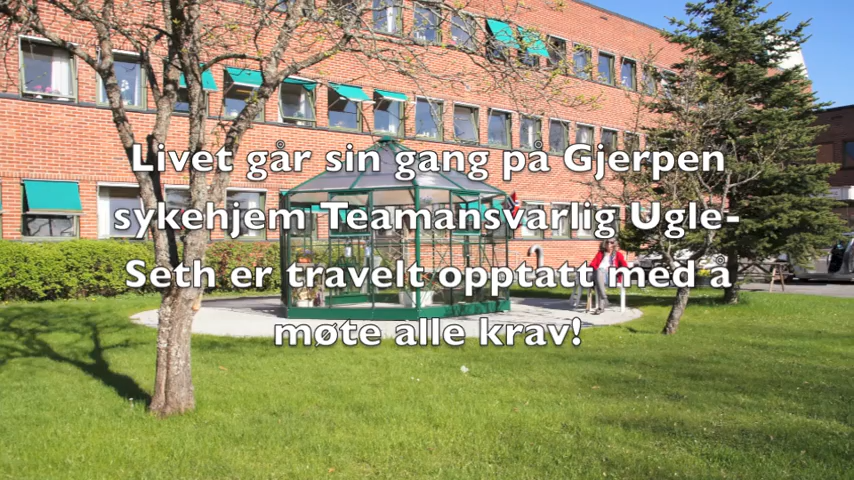 Livet går sin gang på Gjerpen
sykehjem Teamansvarlig Ugle-
Seth er travelt opptatt med å
møte alle krav!